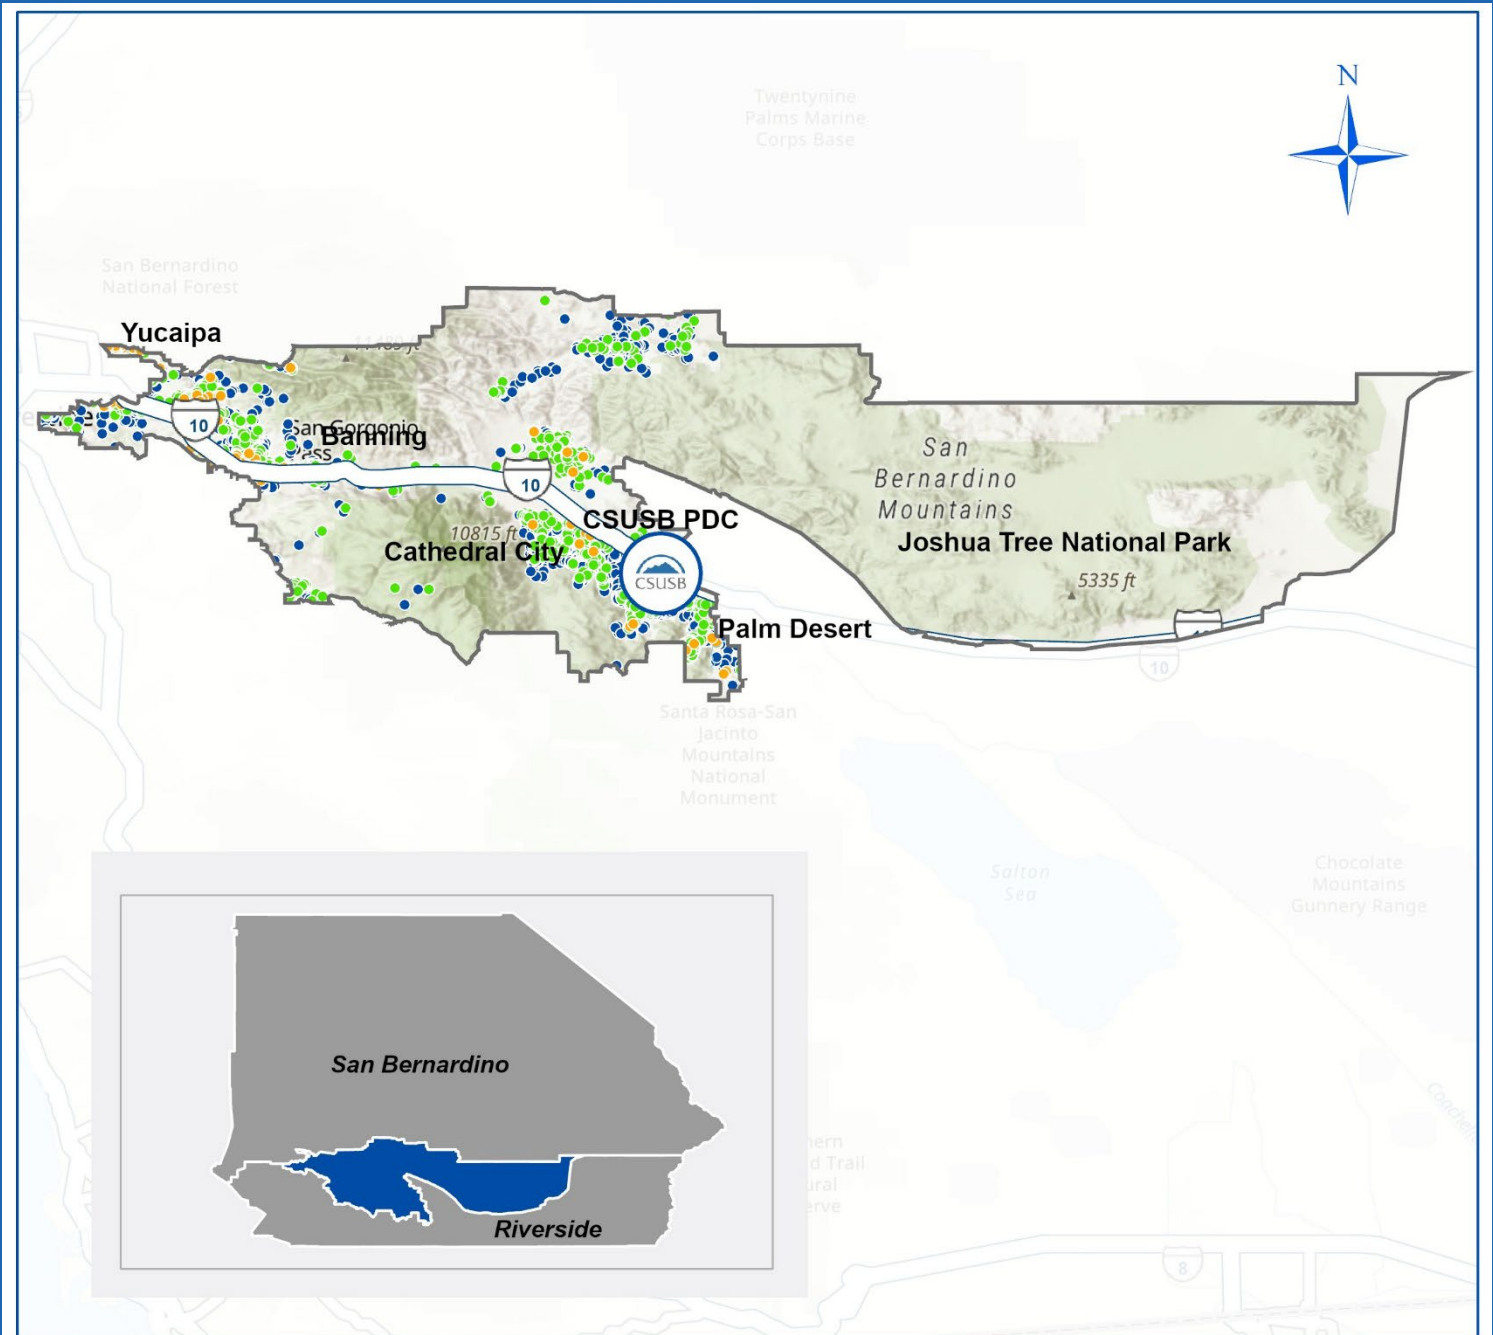 N
Twentynine
Palms Marine
Corps Base
San Bernardino
National Forest
Yucaipa
11489 ft
10
San Gorgonio
Pass
Banning
10
CSUSB PDC
10815 ft
Cathedral City
CSUSB
Palm Desert
San
Bernardino
Mountains
Joshua Tree National Park
5335 ft
10
Santa Rosa-San
Jacinto
Mountains
National
Monument
Salton
Sea
Chocolate
Mountains
Gunnery Range
San Bernardino
Riverside
8